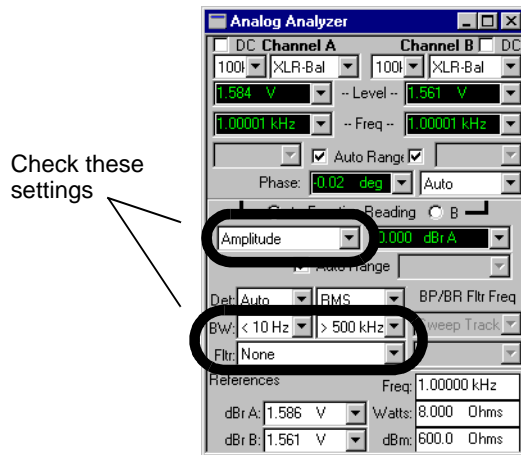 Analog Analyzer
DC Channel A Channel B DC
XLR-Bal XLR-Bal
1.584 V -- Level -- 1.561 V
1.00001 kHz -- Freq -- 1.00001 kHz
Auto Range
Phase: -0.02 deg Auto
Check these
settings
Reading B
Amplitude 0.000 dBr A
Auto Range
Det: Auto RMS BP/BR Fltr Freq
BW: < 10 Hz > 500 kHz Sweep Track
Fltr: None
References Freq: 1.00000 kHz
dBr A: 1.586 V Watts: 8.000 Ohms
dBr B: 1.561 V dBm: 600.0 Ohms